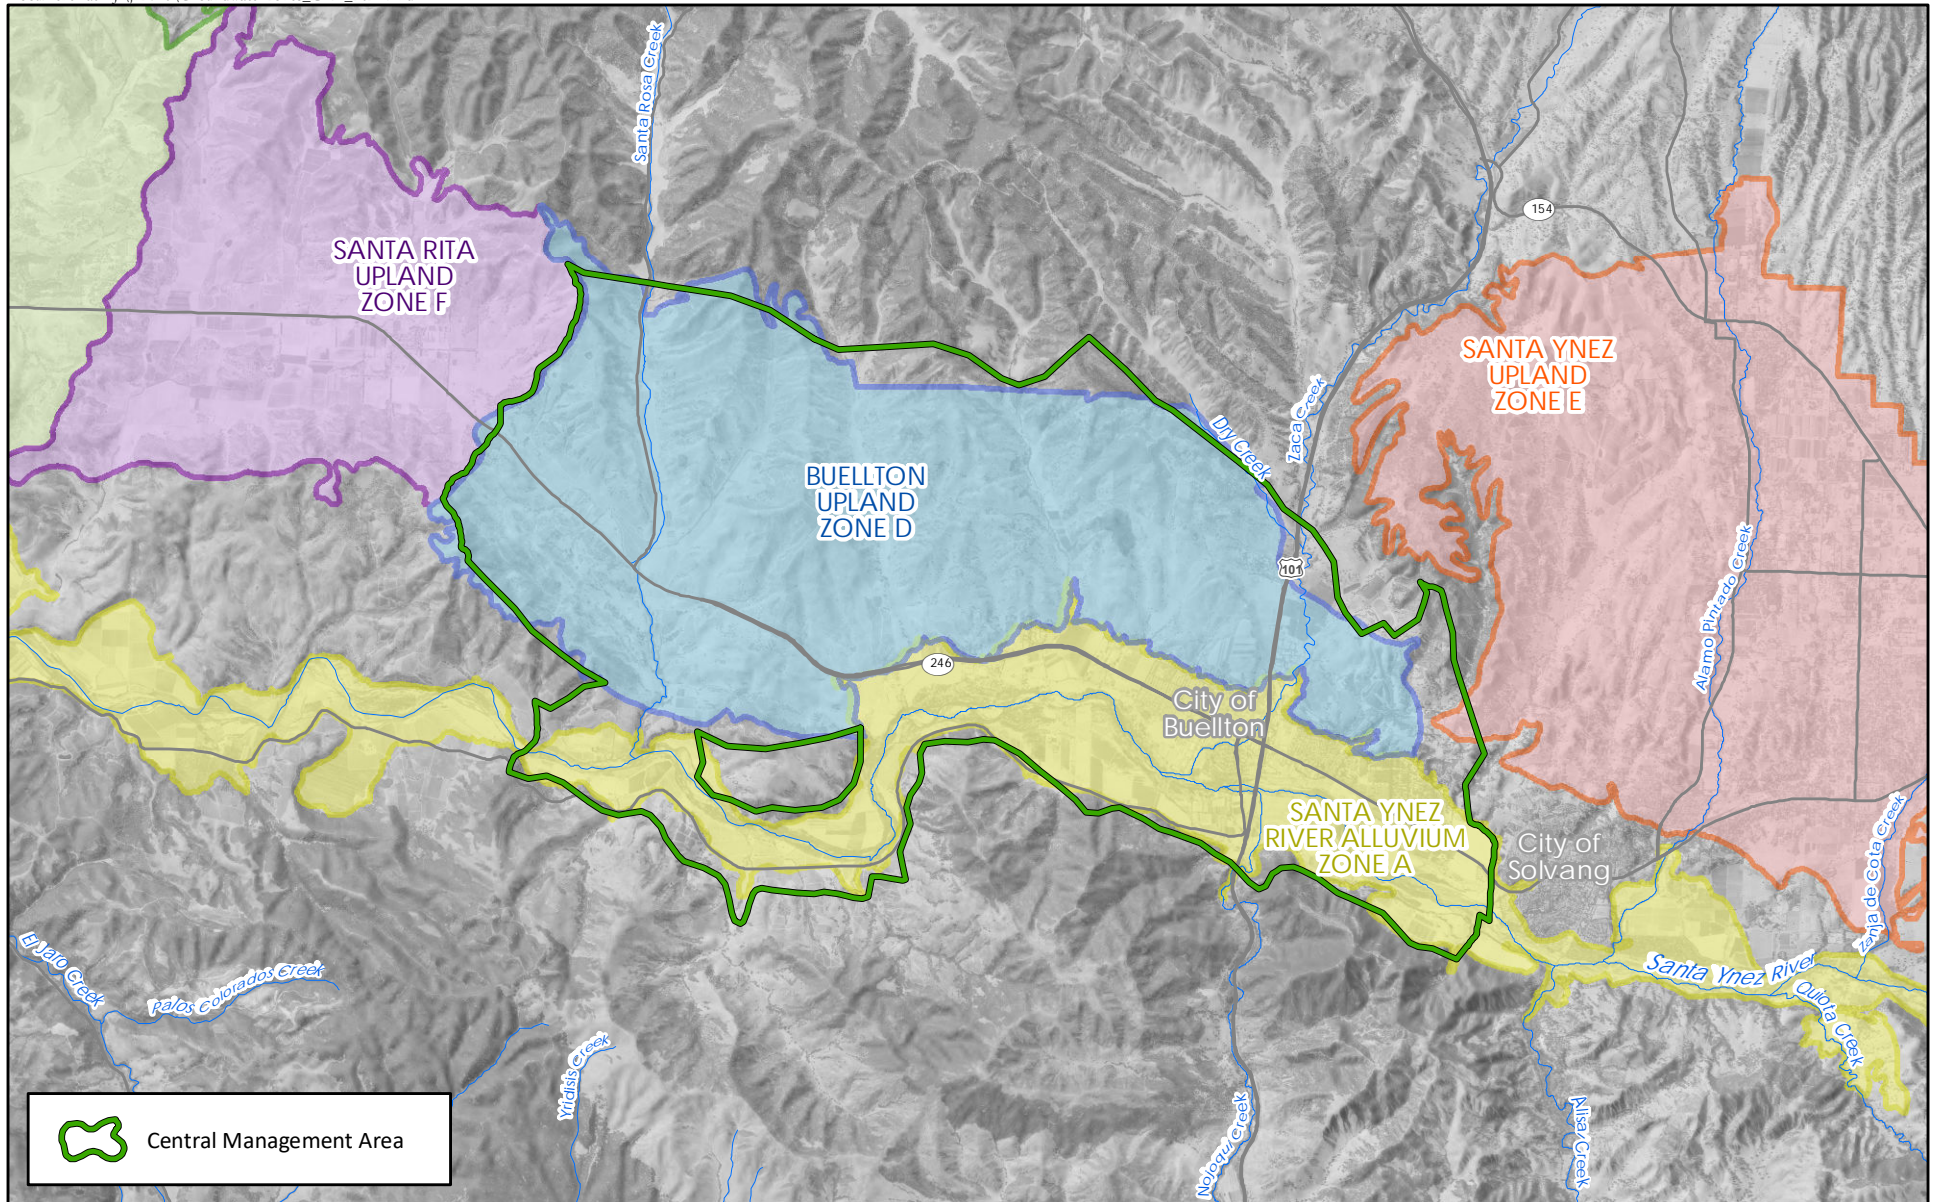 Santa Rosa Creek
154
SANTA RITA
UPLAND
ZONE F
SANTA YNEZ
UPLAND
ZONE E
Zaca Creek
Dry Creek
BUELLTON
UPLAND
ZONE D
101
Alamo Pintado Creek
246
City of
Buellton
SANTA YNEZ
RIVER ALLUVIUM
ZONE A
City of
Solvang
Zanja de Cota Creek
Santa Ynez River
Quiota Creek
El Jaro Creek
Palos Colorados Creek
Yridisis Creek
Nojoqui Creek
Alisa Creek
Central Management Area